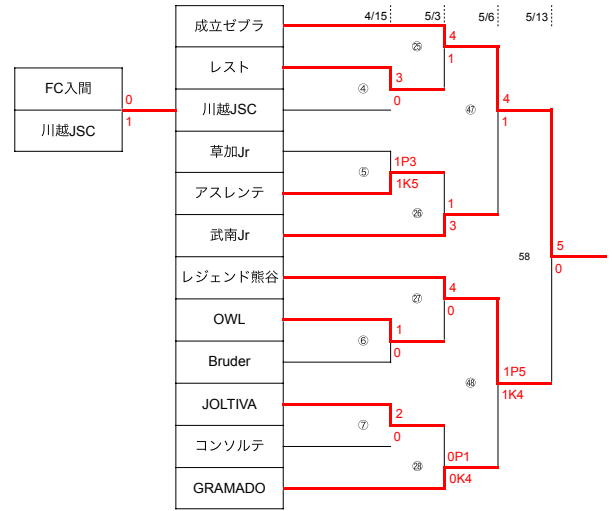 4/15 5/3 5/6 5/13
成立ゼブラ
4
㉕
レスト
1
3
FC入間
0
④
4
川越JSC
0
㊼
川越JSC
1
1
草加Jr
1P3
⑤
アスレンテ
1K5
1
㉖
武南Jr
3
5
58
レジェンド熊谷
0
4
㉗
OWL
0
1
⑥
Bruder
0
1P5
㊽
JOLTIVA
1K4
2
⑦
コンソルテ
0
0P1
㉘
GRAMADO
0K4